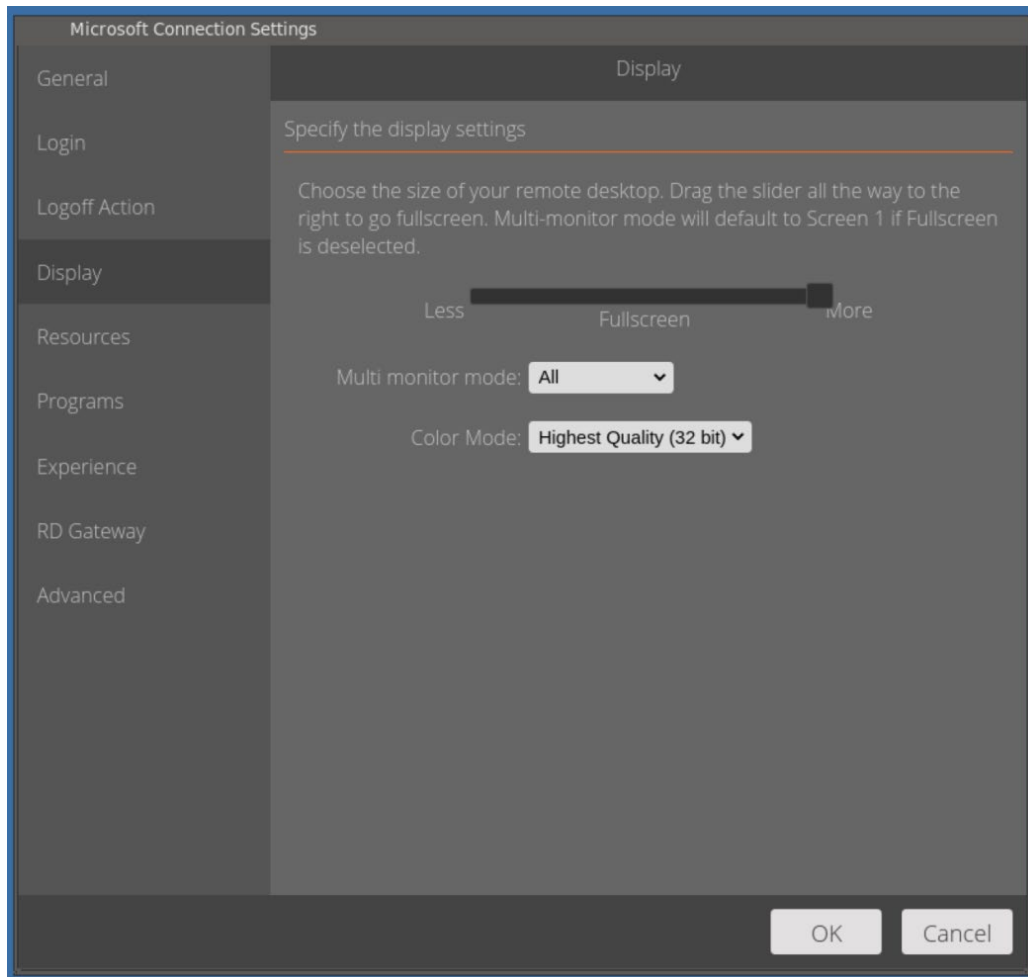 Microsoft Connection Settings
General
Login
Logoff Action
Display
Resources
Programs
Experience
RD Gateway
Advanced
Display
Specify the display settings
Choose the size of your remote desktop. Drag the slider all the way to the
right to go fullscreen. Multi-monitor mode will default to Screen 1 if Fullscreen
is deselected.
Less
Fullscreen
More
Multi monitor mode: All
Color Mode: Highest Quality (32 bit)
OK
Cancel